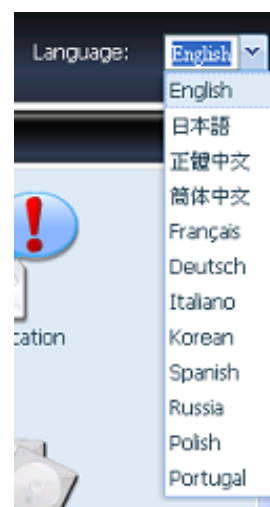 Language:
English
English
日本語
正體中文
简体中文
Français
Deutsch
Italiano
Korean
Spanish
Russia
Polish
Portugal
cation